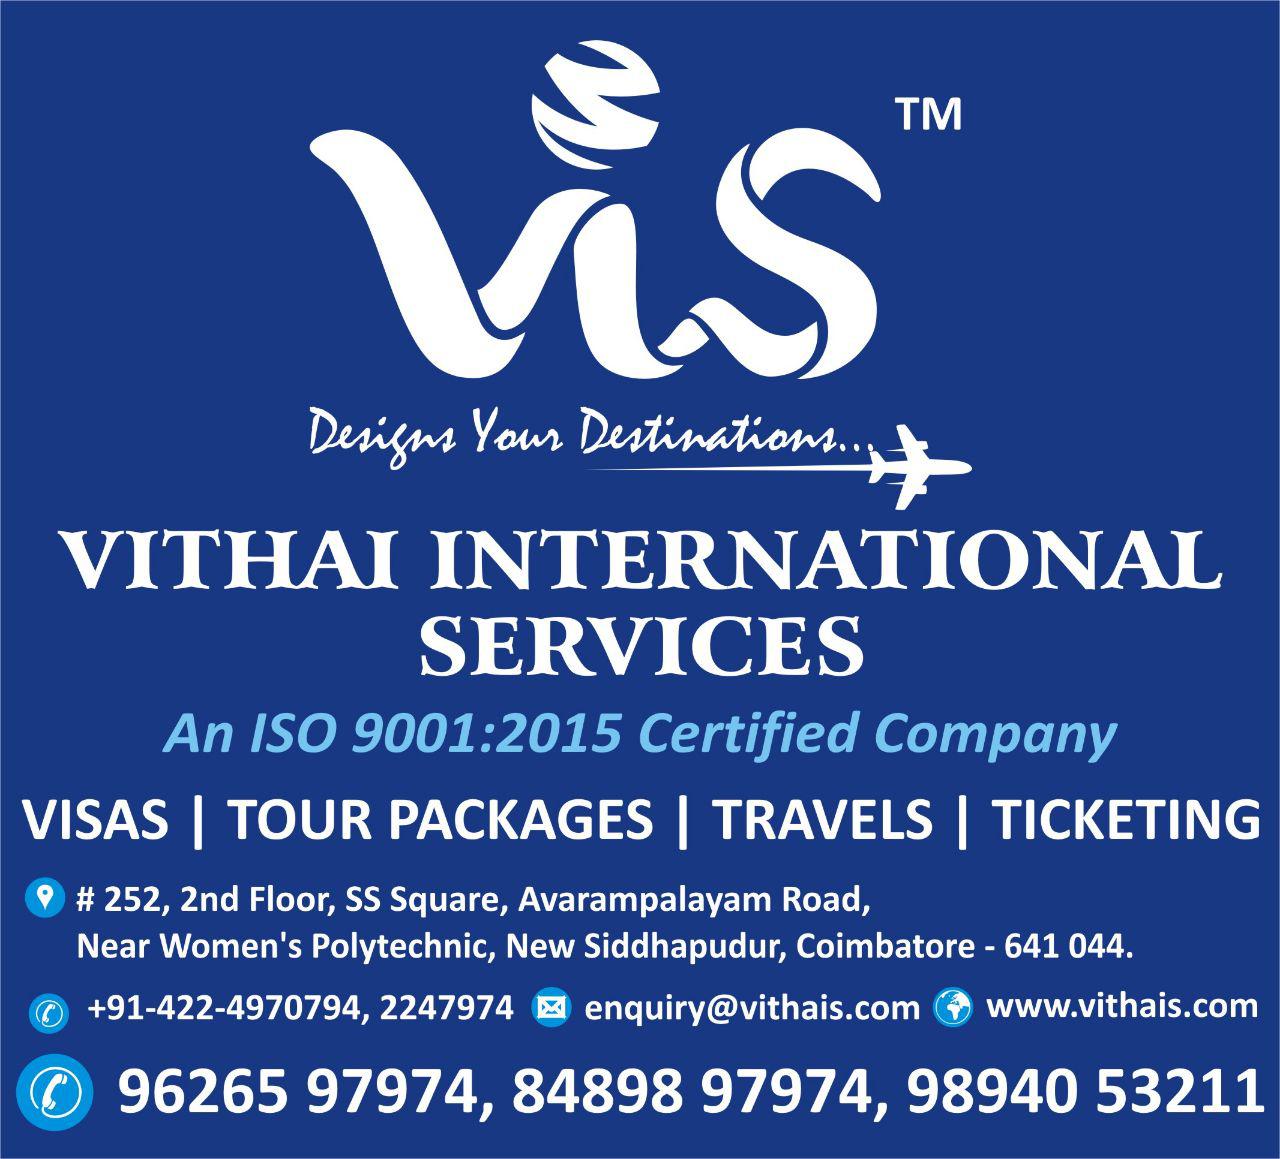 ViS TM
Designs Your Destinations...
VITHAI INTERNATIONAL
SERVICES
An ISO 9001:2015 Certified Company
VISAS | TOUR PACKAGES | TRAVELS | TICKETING
# 252, 2nd Floor, SS Square, Avarampalayam Road,
Near Women's Polytechnic, New Siddhapudur, Coimbatore - 641 044.
+91-422-4970794, 2247974 enquiry@vithais.com www.vithais.com
96265 97974, 84898 97974, 98940 53211